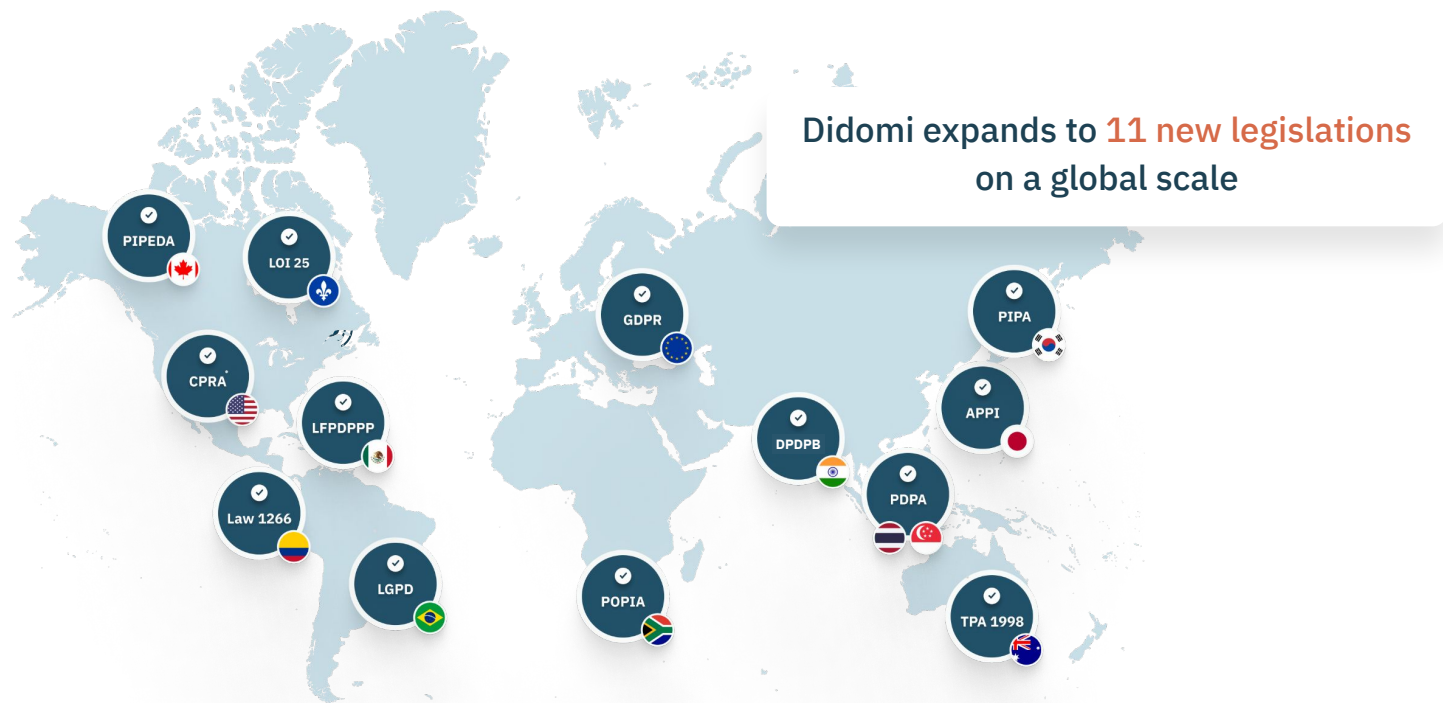 Didomi expands to 11 new legislations
on a global scale
PIPEDA
LOI 25
GDPR
PIPA
CPRA*
LFPDPPP
APPI
DPDPB
PDPA
Law 1266
LGPD
POPIA
TPA 1998